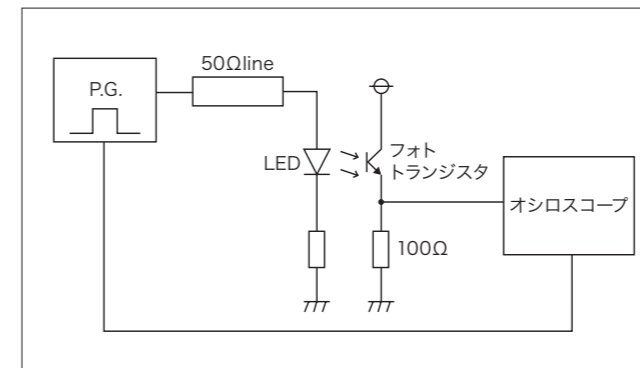 50Ωline
P.G.
LED
フォト
トランジスタ
オシロスコープ
100Ω